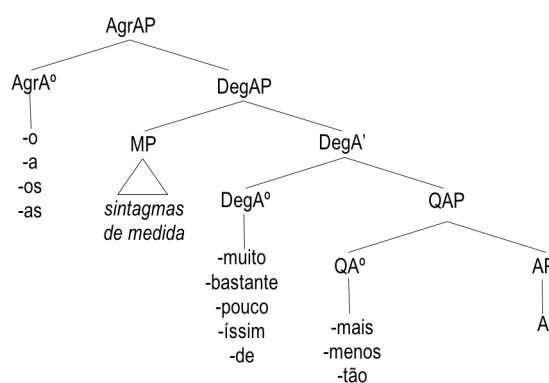 AgrAP
AgrAº
DegAP
-o
-a
-os
-as
MP
DegA'
sintagmas
de medida
DegAº
QAP
-muito
-bastante
-pouco
-íssim
-de
QAº
AP
-mais
-menos
-tão
A